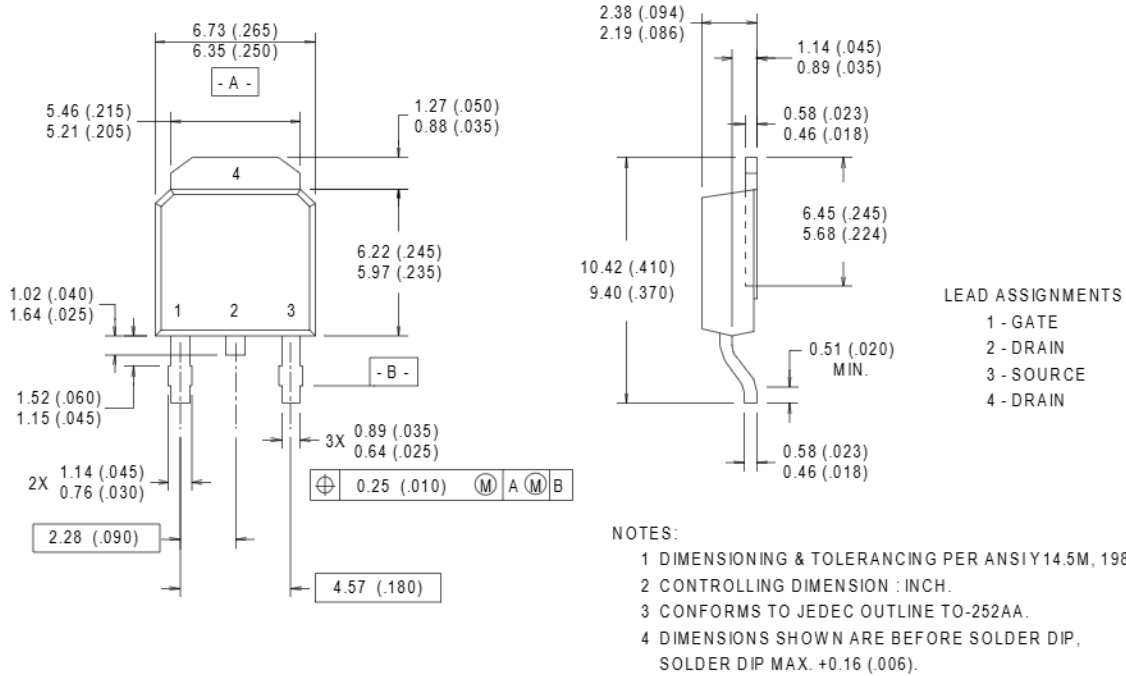 6.73 (.265)
6.35 (.250)
- A -
5.46 (.215)
5.21 (.205)
1.27 (.050)
0.88 (.035)
4
6.22 (.245)
5.97 (.235)
1.02 (.040)
1.64 (.025)
1 2 3
- B -
1.52 (.060)
1.15 (.045)
3X 0.89 (.035)
0.64 (.025)
2X 1.14 (.045)
0.76 (.030)
⌖ 0.25 (.010) Ⓜ A Ⓜ B
2.28 (.090)
4.57 (.180)
2.38 (.094)
2.19 (.086)
1.14 (.045)
0.89 (.035)
0.58 (.023)
0.46 (.018)
6.45 (.245)
5.68 (.224)
10.42 (.410)
9.40 (.370)
0.51 (.020)
MIN.
0.58 (.023)
0.46 (.018)
LEAD ASSIGNMENTS
1 - GATE
2 - DRAIN
3 - SOURCE
4 - DRAIN
NOTES:
1 DIMENSIONING & TOLERANCING PER ANSI Y14.5M, 198
2 CONTROLLING DIMENSION : INCH.
3 CONFORMS TO JEDEC OUTLINE TO-252AA.
4 DIMENSIONS SHOWN ARE BEFORE SOLDER DIP,
SOLDER DIP MAX. +0.16 (.006).